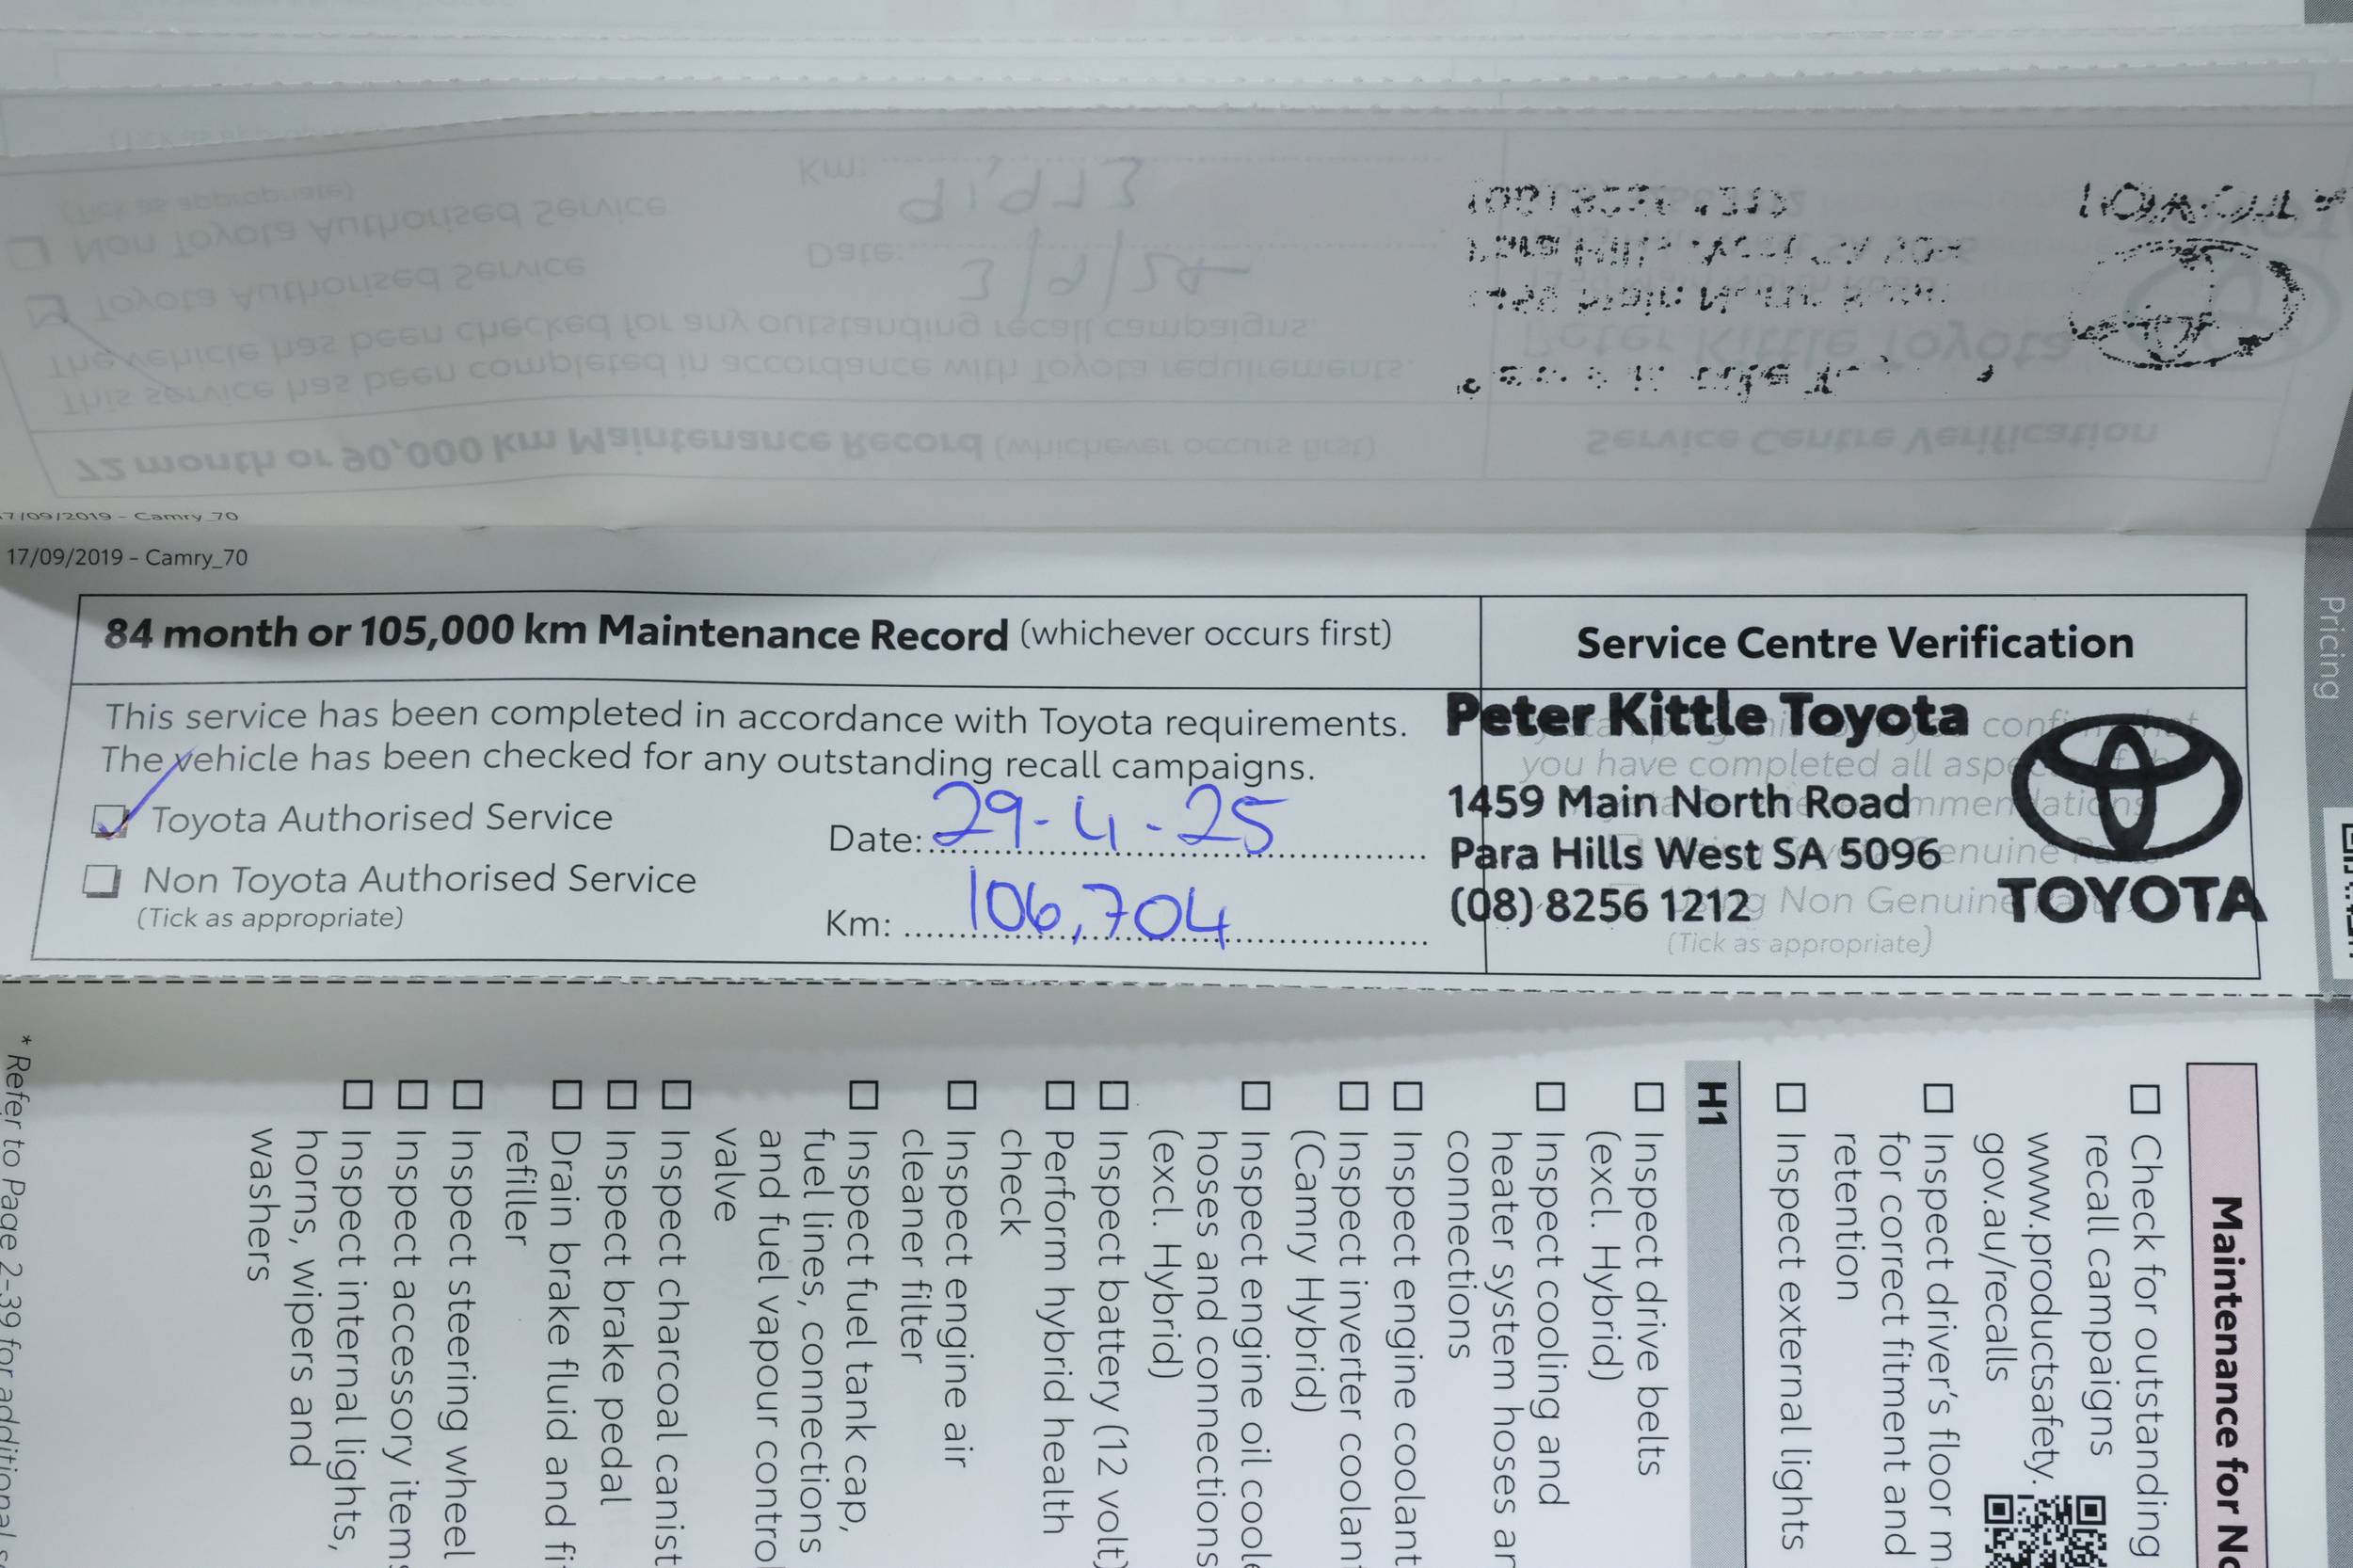 17/09/2019 - Camry_70
17/09/2019 - Camry_70
84 month or 105,000 km Maintenance Record (whichever occurs first)
Service Centre Verification
This service has been completed in accordance with Toyota requirements.
The vehicle has been checked for any outstanding recall campaigns.
Toyota Authorised Service
Non Toyota Authorised Service
(Tick as appropriate)
Date: 29-4-25
Km: 106,704
Peter Kittle Toyota
1459 Main North Road
Para Hills West SA 5096
(08) 8256 1212
TOYOTA
(Tick as appropriate)
Pricing
Maintenance for
Check for outstanding
recall campaigns
www.productsafety.
gov.au/recalls
Inspect driver's floor
for correct fitment and
retention
Inspect external lights
H1
Inspect drive belts
(excl. Hybrid)
Inspect cooling and
heater system hoses
connections
Inspect engine coolant
Inspect inverter coolant
(Camry Hybrid)
Inspect engine oil
hoses and connections
(excl. Hybrid)
Inspect battery (12 volt)
Perform hybrid health
check
Inspect engine air
cleaner filter
Inspect fuel tank cap,
fuel lines, connections
and fuel vapour control
valve
Inspect charcoal
Inspect brake pedal
Drain brake fluid and
refiller
Inspect steering wheel
Inspect accessory items
Inspect internal lights,
horns, wipers and
washers
* Refer to Page 2-39 for additional